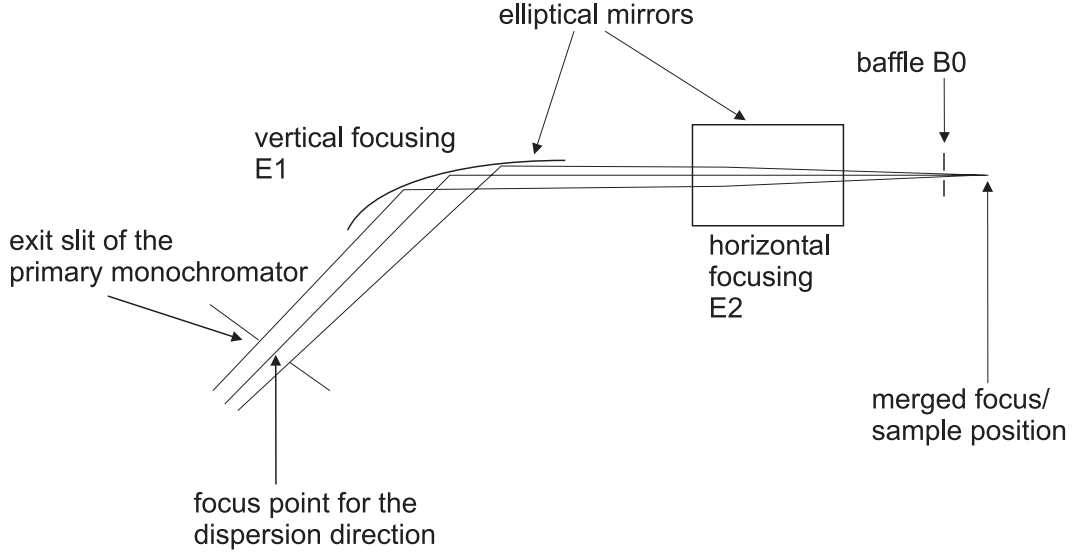 elliptical mirrors
baffle B0
vertical focusing
E1
exit slit of the
primary monochromator
horizontal
focusing
E2
merged focus/
sample position
focus point for the
dispersion direction